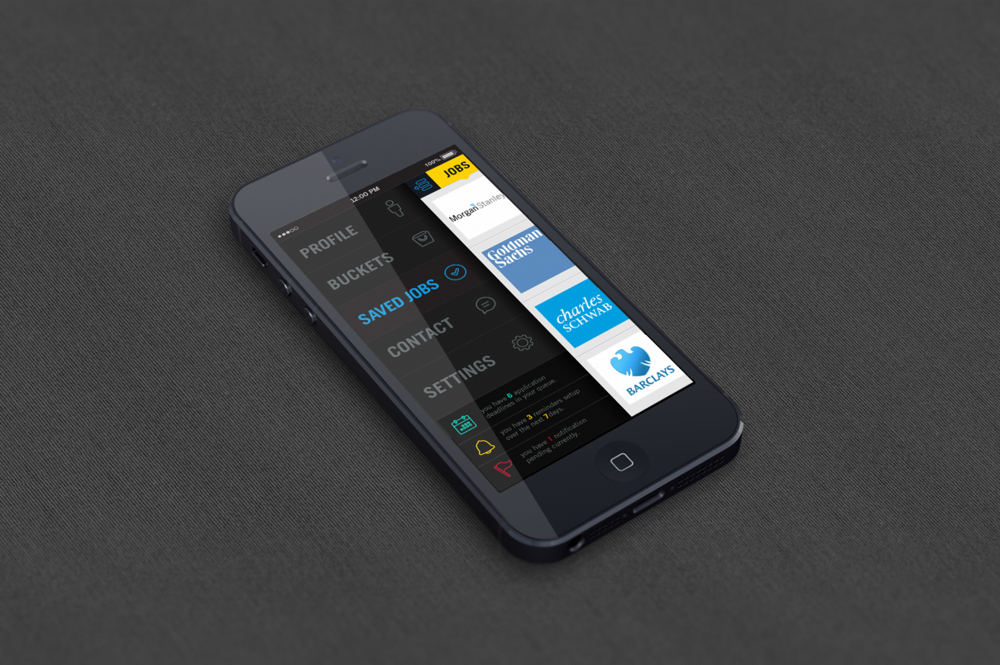 12:00 PM
100%
JOBS
PROFILE
BUCKETS
SAVED JOBS
CONTACT
SETTINGS
you have 6 application
deadlines in your queue.
you have 3 reminders setup
over the next 7days.
you have 1 notification
pending currently.
Morgan Stanley
Goldman
Sachs
charles
SCHWAB
BARCLAYS